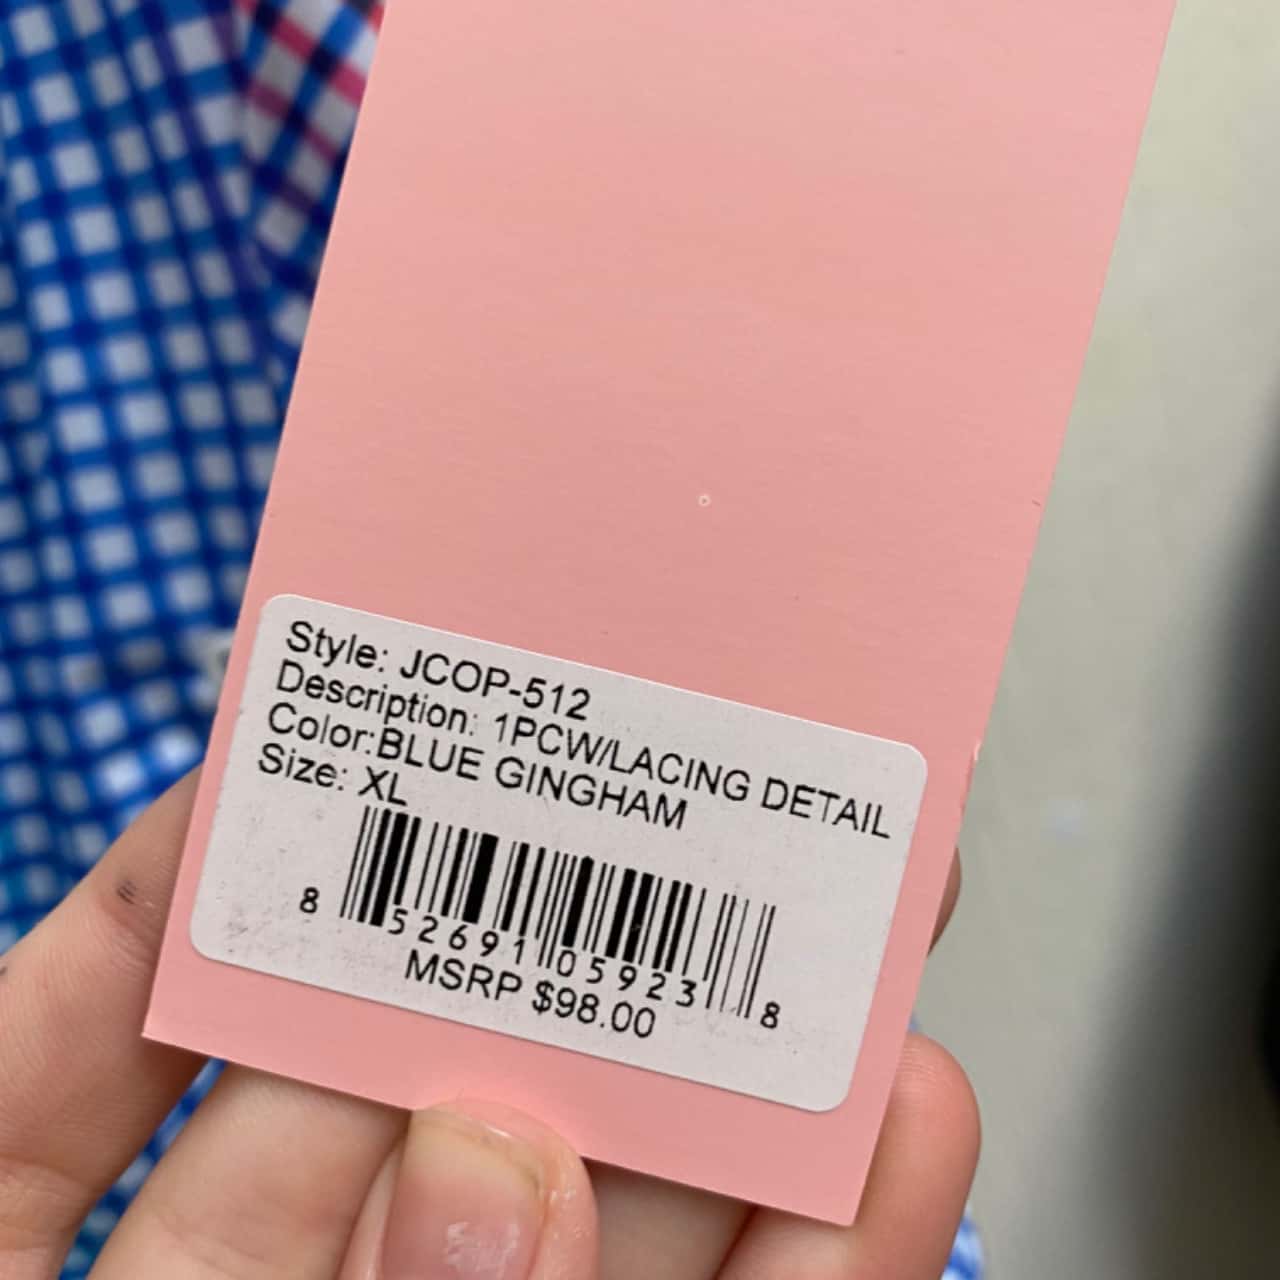 Style: JCOP-512
Description: 1PCW/LACING DETAIL
Color:BLUE GINGHAM
Size: XL
8 52691 05923 8
MSRP $98.00